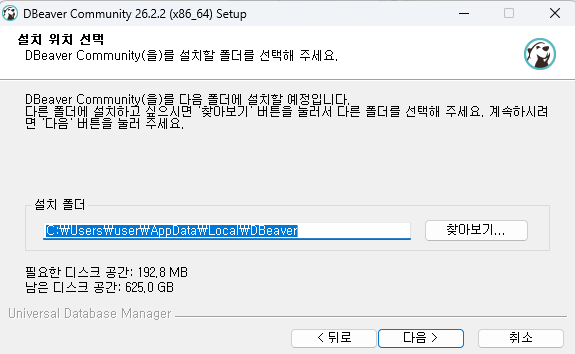 DBeaver Community 26.2.2 (x86_64) Setup
설치 위치 선택
DBeaver Community(을)를 설치할 폴더를 선택해 주세요.
DBeaver Community(을)를 다음 폴더에 설치할 예정입니다.
다른 폴더에 설치하고 싶으시면 '찾아보기' 버튼을 눌러서 다른 폴더를 선택해 주세요. 계속하시려
면 '다음' 버튼을 눌러 주세요.
설치 폴더
C:₩Users₩user₩AppData₩Local₩DBeaver
찾아보기...
필요한 디스크 공간: 192.8 MB
남은 디스크 공간: 625.0 GB
Universal Database Manager
< 뒤로
다음 >
취소